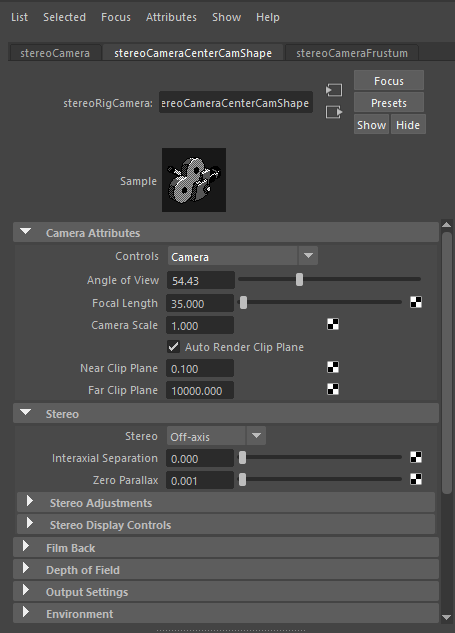 List Selected Focus Attributes Show Help
stereoCamera stereoCameraCenterCamShape stereoCameraFrustum
Focus
stereoRigCamera: ereoCameraCenterCamShape Presets
Show Hide
Sample
Camera Attributes
Controls Camera
Angle of View 54.43
Focal Length 35.000
Camera Scale 1.000
Auto Render Clip Plane
Near Clip Plane 0.100
Far Clip Plane 10000.000
Stereo
Stereo Off-axis
Interaxial Separation 0.000
Zero Parallax 0.001
Stereo Adjustments
Stereo Display Controls
Film Back
Depth of Field
Output Settings
Environment